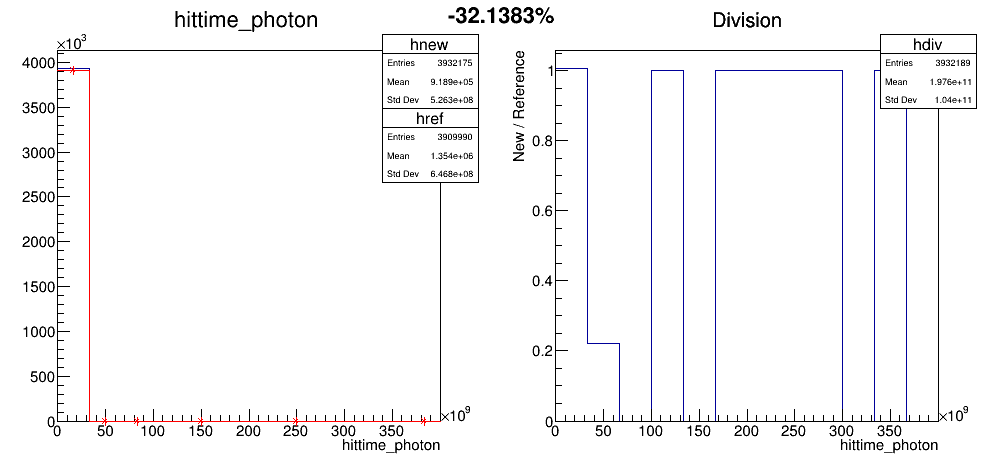 -32.1383%
hittime_photon
×10³
4000
3500
3000
2500
2000
1500
1000
500
0
0 50 100 150 200 250 300 350
×10⁹
hittime_photon
hnew
Entries 3932175
Mean 9.189e+05
Std Dev 5.263e+08
href
Entries 3909990
Mean 1.354e+06
Std Dev 6.468e+08
Division
New / Reference
1
0.8
0.6
0.4
0.2
0
0 50 100 150 200 250 300 350
×10⁹
hittime_photon
hdiv
Entries 3932189
Mean 1.976e+11
Std Dev 1.04e+11